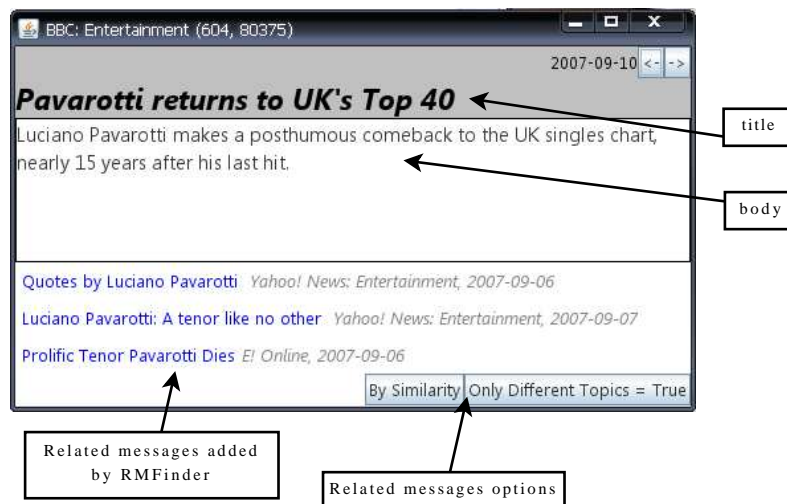 BBC: Entertainment (604, 80375)
2007-09-10 <- ->
Pavarotti returns to UK's Top 40
title
Luciano Pavarotti makes a posthumous comeback to the UK singles chart,
nearly 15 years after his last hit.
body
Quotes by Luciano Pavarotti Yahoo! News: Entertainment, 2007-09-06
Luciano Pavarotti: A tenor like no other Yahoo! News: Entertainment, 2007-09-07
Prolific Tenor Pavarotti Dies E! Online, 2007-09-06
By Similarity Only Different Topics = True
Related messages added
by RMFinder
Related messages options